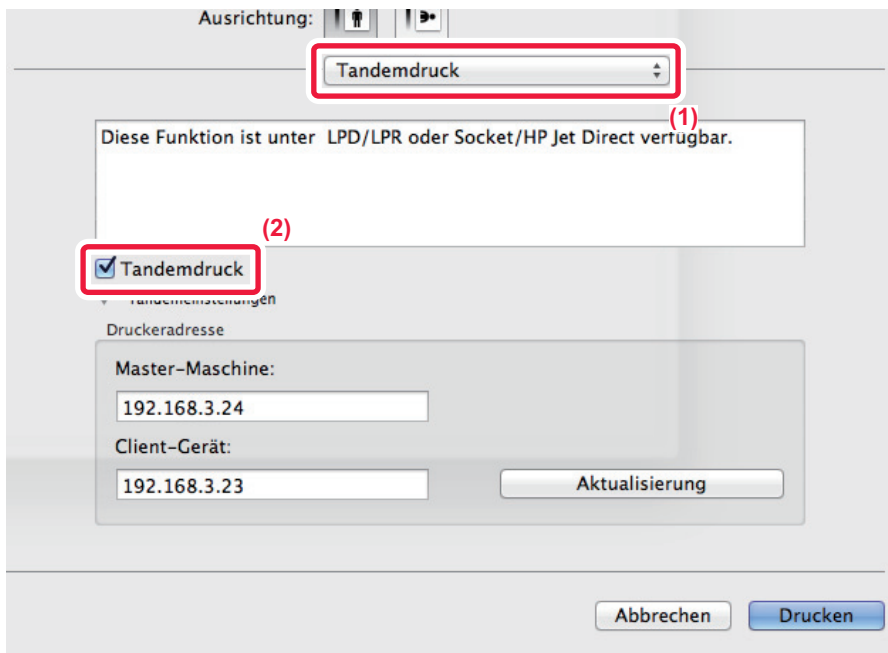 Ausrichtung:
Tandemdruck
(1)
Diese Funktion ist unter LPD/LPR oder Socket/HP Jet Direct verfügbar.
(2)
Tandemdruck
Tandemeinstellungen
Druckeradresse
Master-Maschine:
192.168.3.24
Client-Gerät:
192.168.3.23
Aktualisierung
Abbrechen Drucken